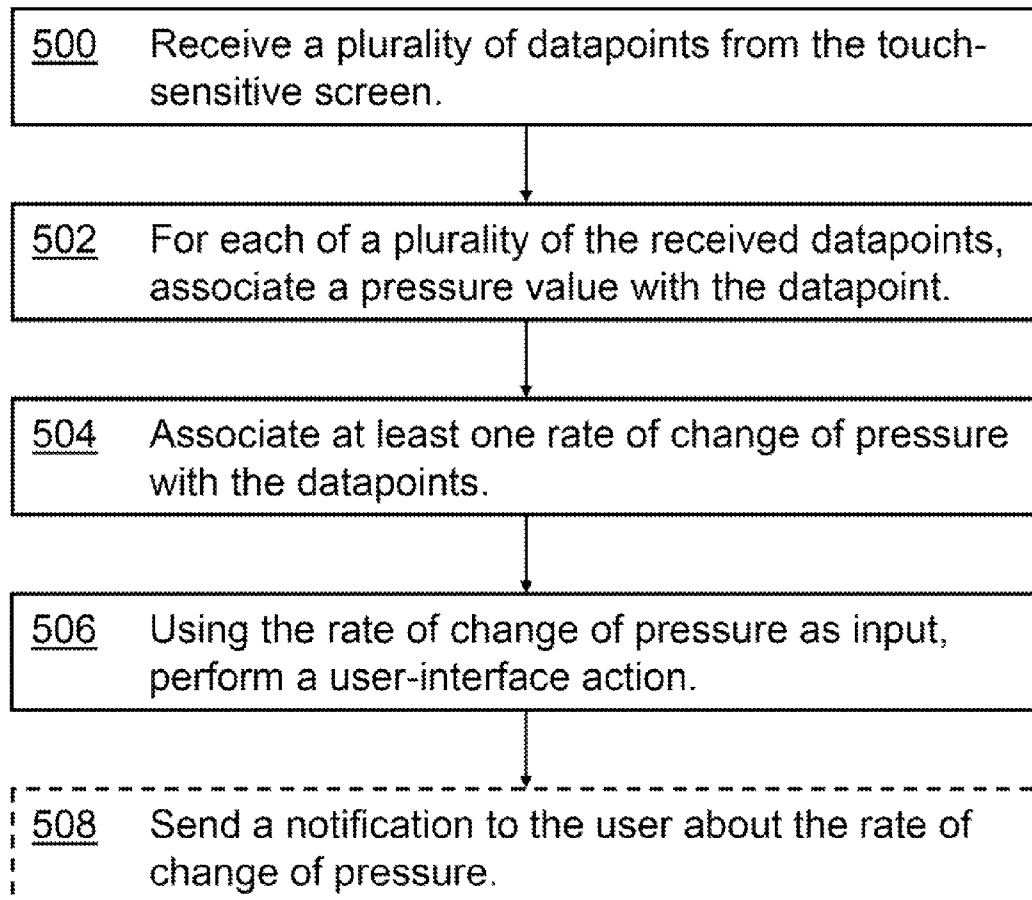 500 Receive a plurality of datapoints from the touch-
sensitive screen.
502 For each of a plurality of the received datapoints,
associate a pressure value with the datapoint.
504 Associate at least one rate of change of pressure
with the datapoints.
506 Using the rate of change of pressure as input,
perform a user-interface action.
508 Send a notification to the user about the rate of
change of pressure.